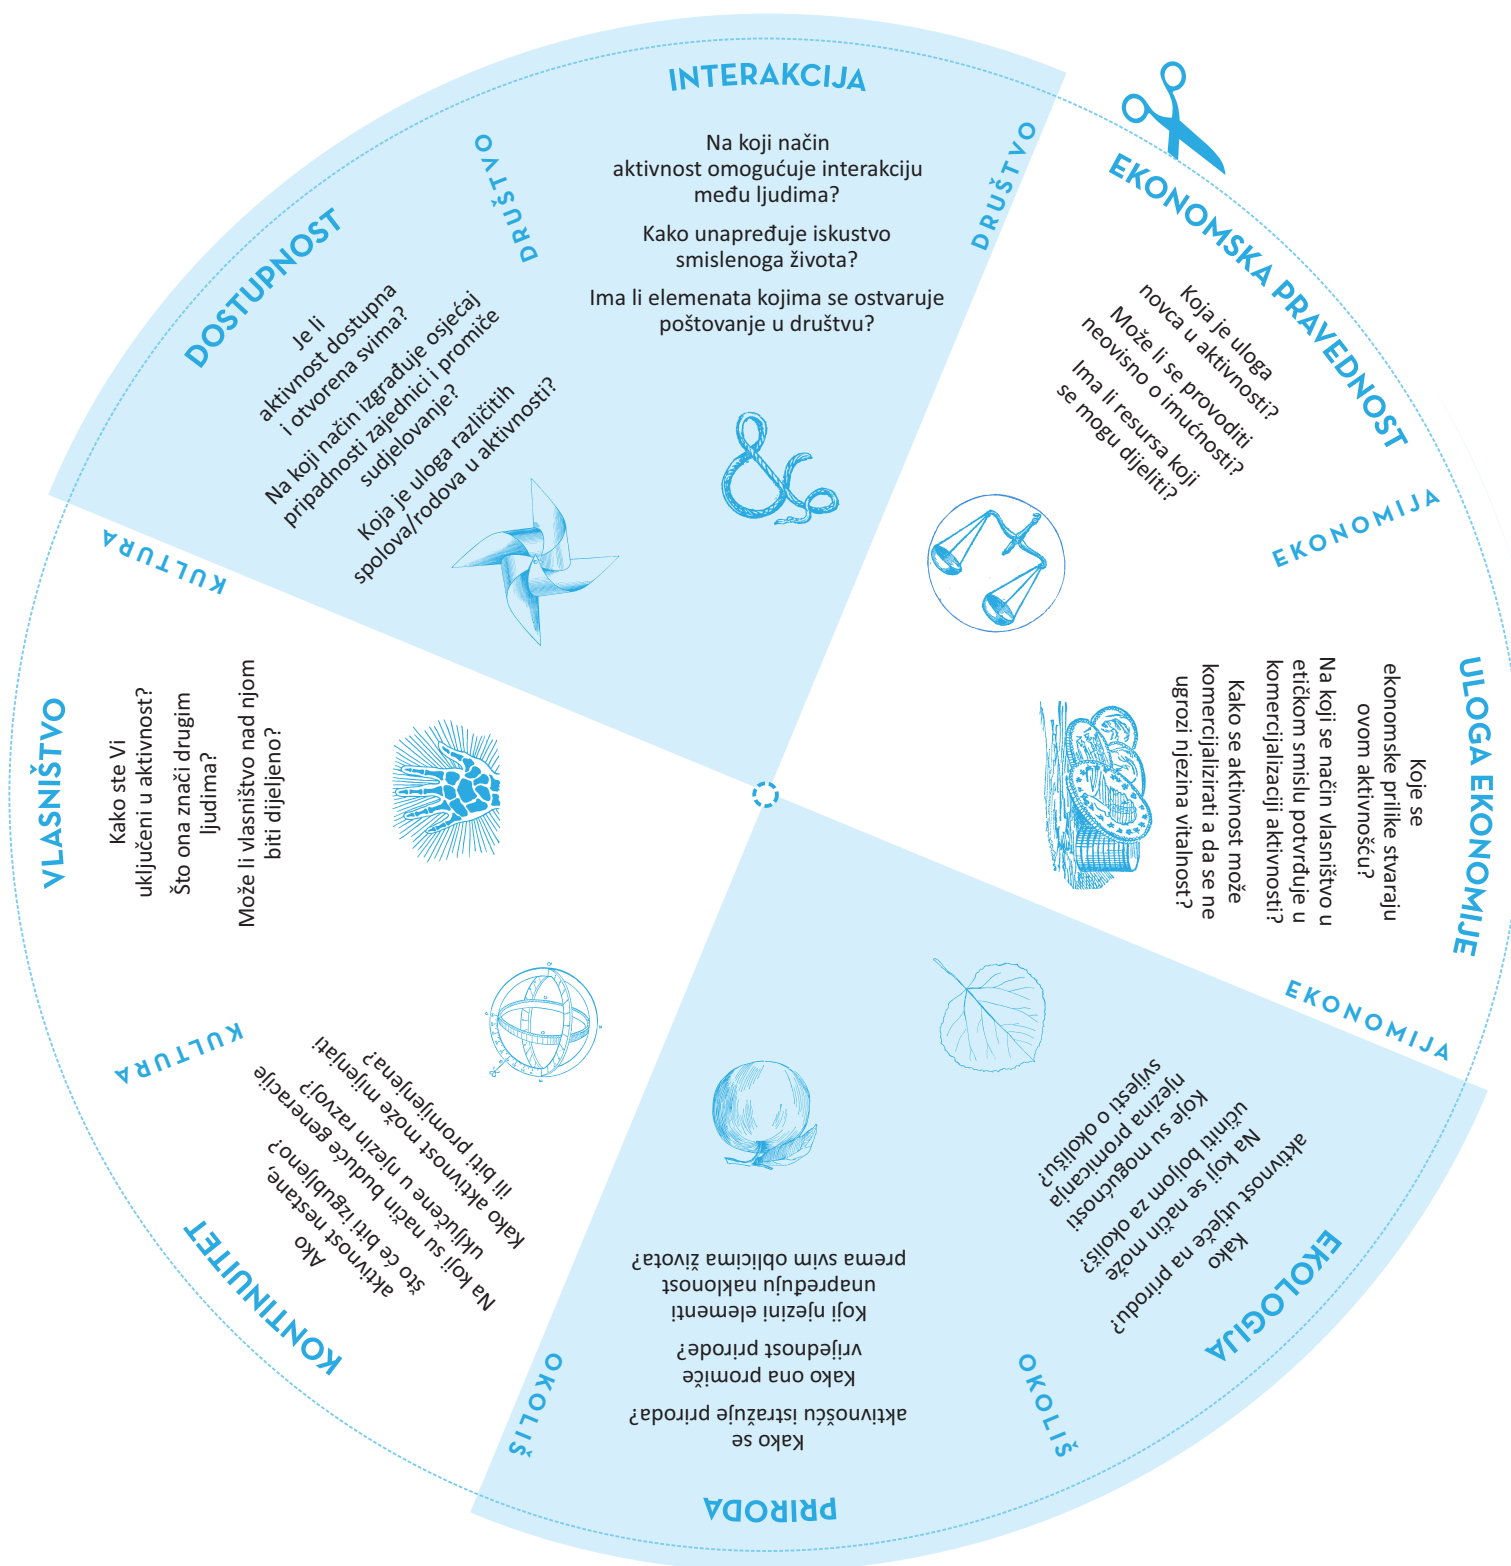 INTERAKCIJA
DRUŠTVO
Na koji način
aktivnost omogućuje interakciju
među ljudima?
Kako unapređuje iskustvo
smislenoga života?
Ima li elemenata kojima se ostvaruje
poštovanje u društvu?
DRUŠTVO
EKONOMSKA PRAVEDNOST
Koja je uloga
novca u aktivnosti?
Može li se provoditi
neovisno o imućnosti?
Ima li resursa koji
se mogu dijeliti?
EKONOMIJA
ULOGA EKONOMIJE
Koje se
ekonomske prilike stvaraju
ovom aktivnošću?
Na koji se način vlasništvo u
etičkom smislu potvrđuje u
komercijalizaciji aktivnosti?
Kako se aktivnost može
komercijalizirati a da se ne
ugrozi njezina vitalnost?
EKONOMIJA
EKOLOGIJA
Kako
aktivnost utječe na prirodu?
Na koji se način može
učiniti boljom za okoliš?
Koje su mogućnosti
njezina promicanja
svijesti o okolišu?
OKOLIŠ
PRIRODA
Kako se
aktivnošću istražuje priroda?
Kako ona promiče
vrijednost prirode?
Koji njezini elementi
unapređuju naklonost
prema svim oblicima života?
OKOLIŠ
KONTINUITET
Ako
aktivnost nestane,
što će biti izgubljeno?
Na koji su način buduće generacije
uključene u njezin razvoj?
Kako aktivnost može mijenjati
ili biti promijenjena?
KULTURA
VLASNIŠTVO
Kako ste Vi
uključeni u aktivnost?
Što ona znači drugim
ljudima?
Može li vlasništvo nad njom
biti dijeljeno?
KULTURA
DOSTUPNOST
Je li
aktivnost dostupna
i otvorena svima?
Na koji način izgrađuje osjećaj
pripadnosti zajednici i promiče
sudjelovanje?
Koja je uloga različitih
spolova/rodova u aktivnosti?